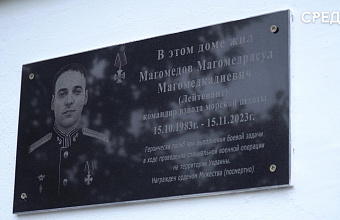 СРЕД
В этом доме жил
Магомедов Магомедрасул
Магомедкадиевич
(Лейтенант)
командир взвода морской пехоты
15.10.1983г. - 15.11.2023г.
Героически погиб при выполнении боевой задачи
в ходе проведения специальной военной операции
на территории Украины.
Награжден орденом Мужества (посмертно)